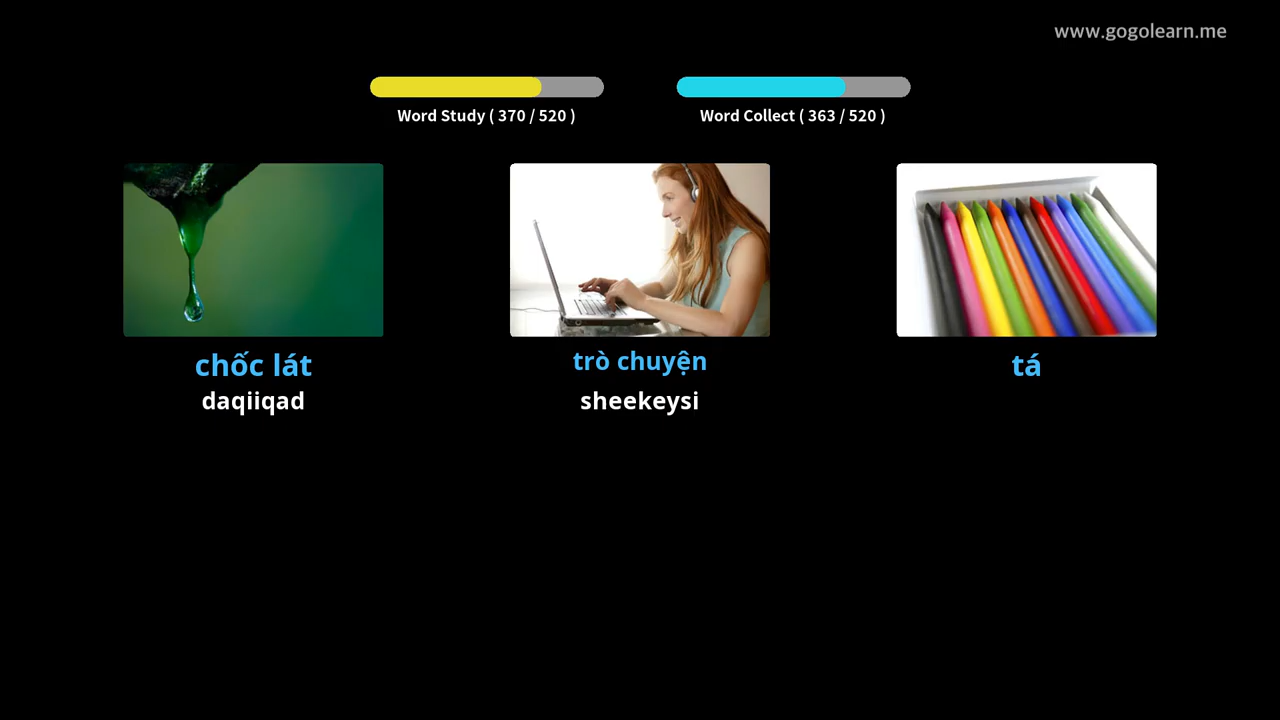 www.gogolearn.me
Word Study ( 370 / 520 )
Word Collect ( 363 / 520 )
chốc lát
daqiiqad
trò chuyện
sheekeysi
tá